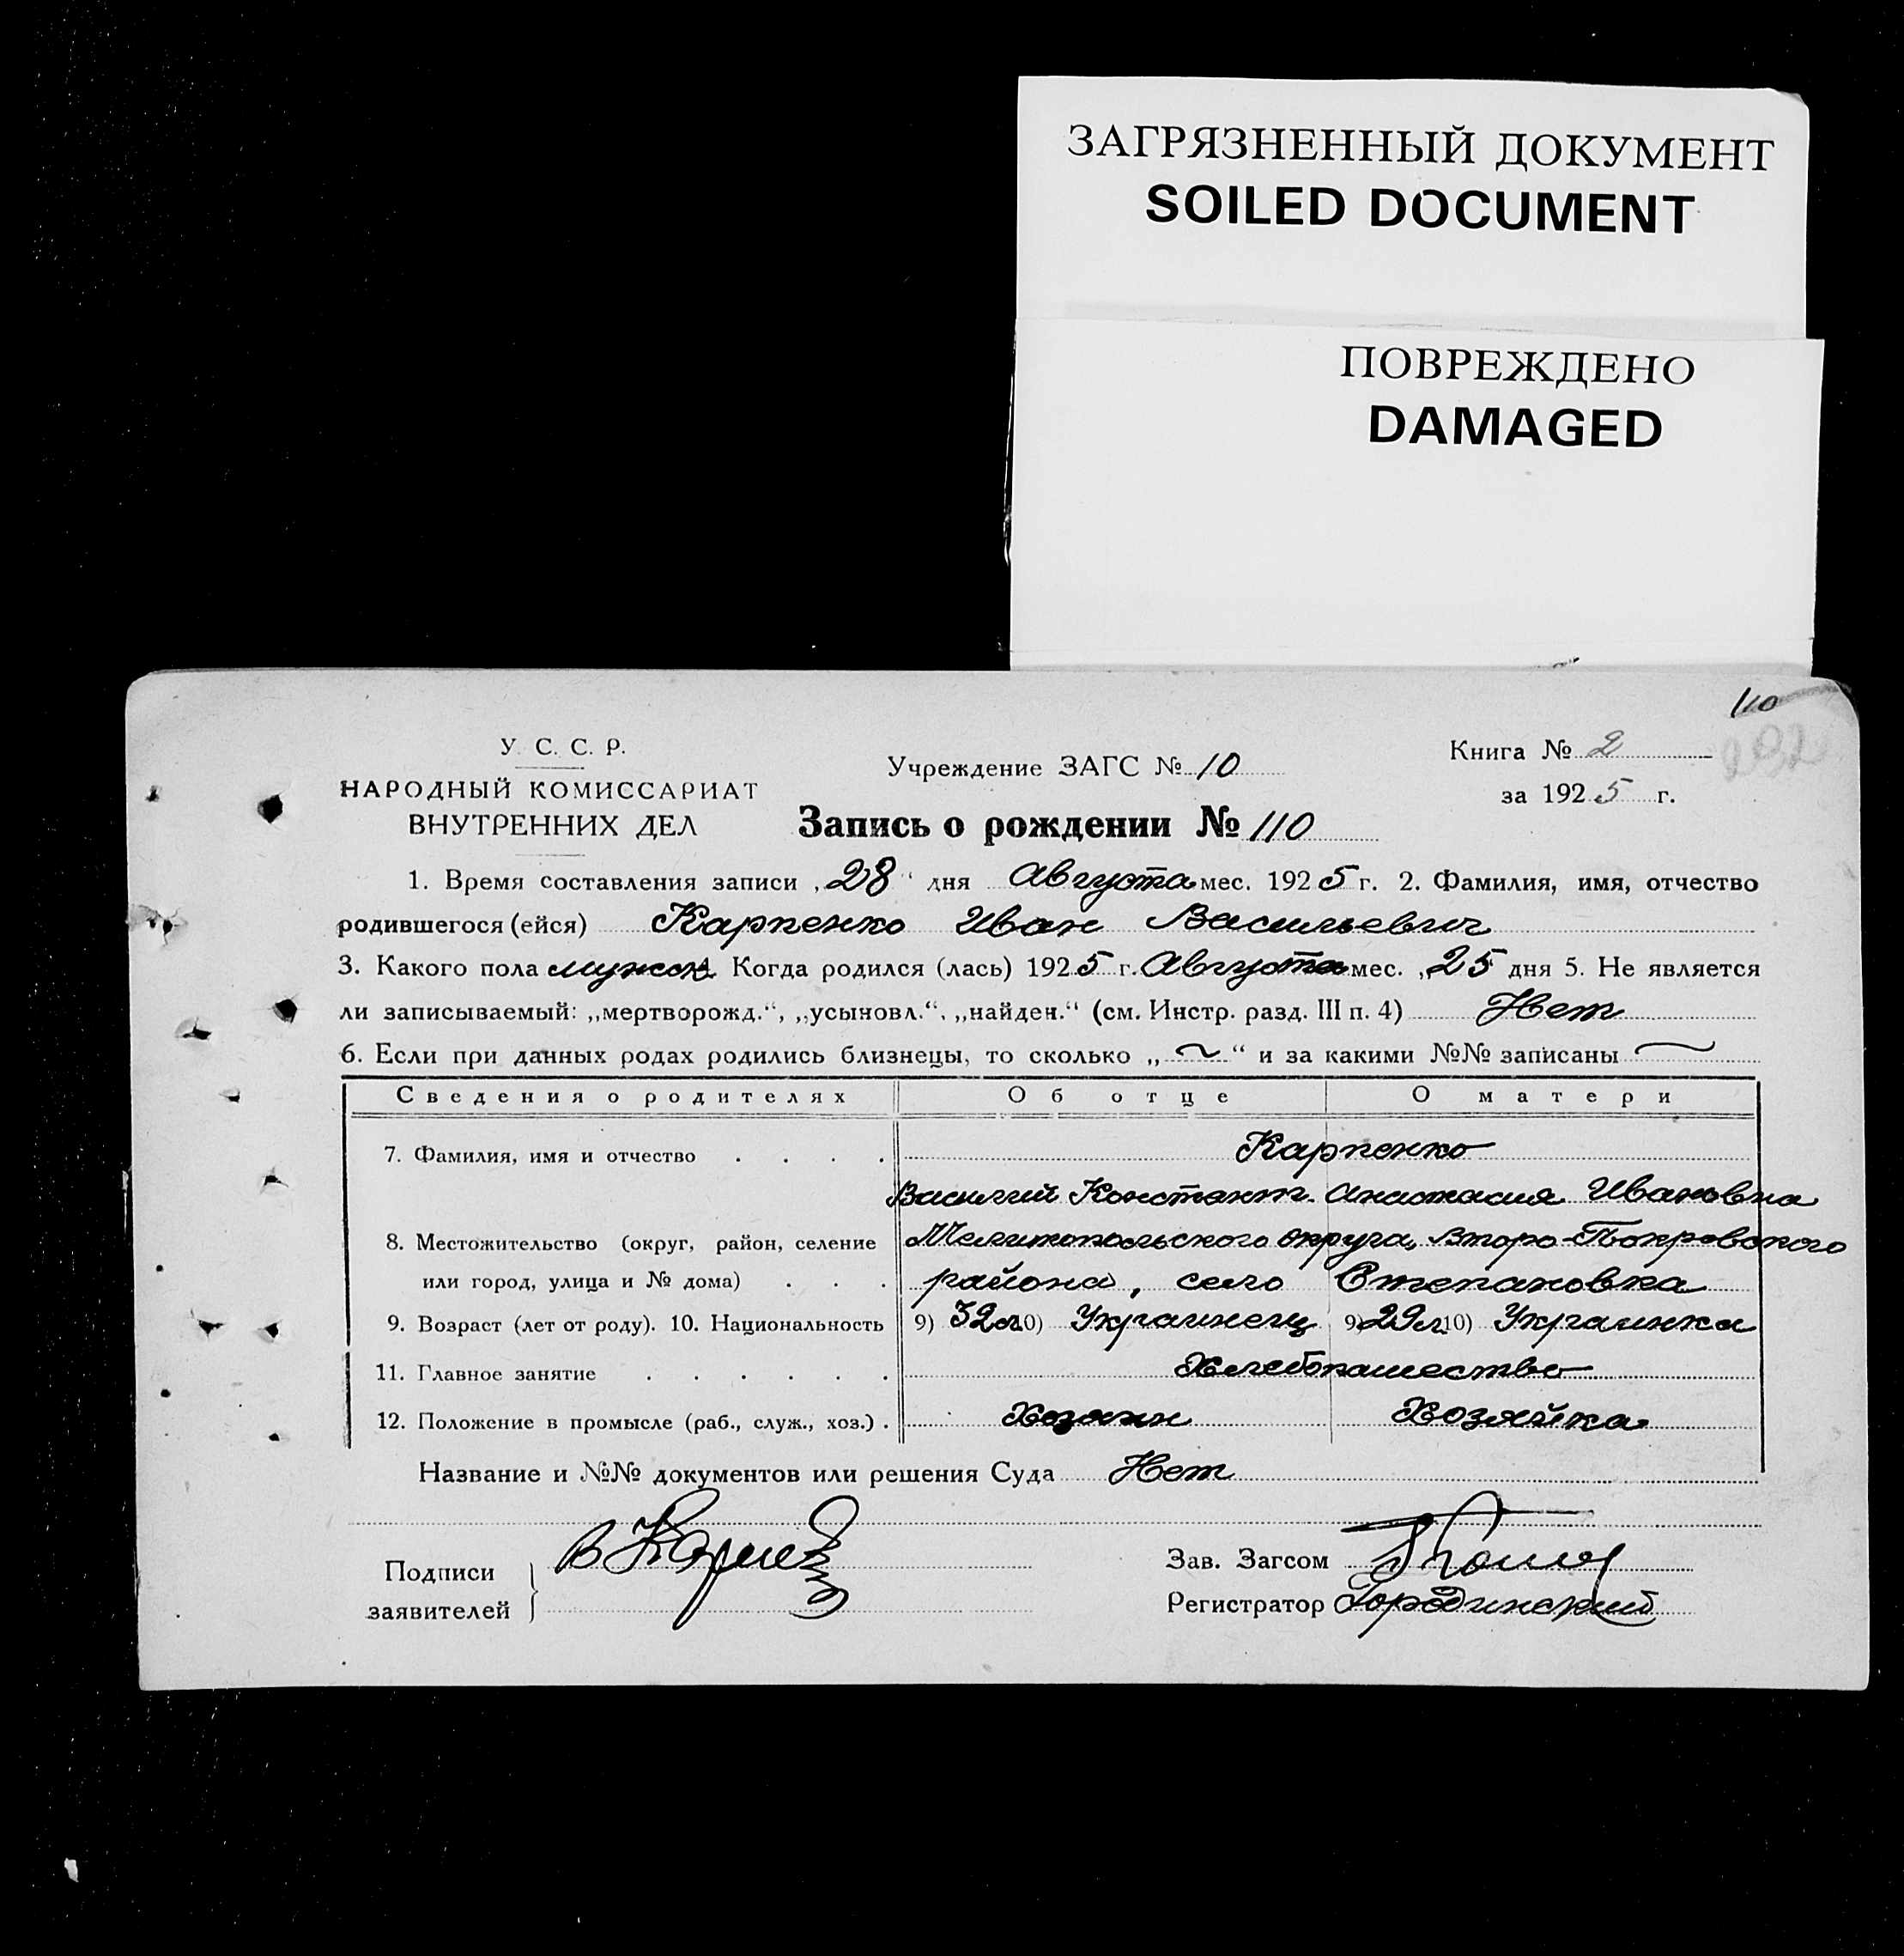 ЗАГРЯЗНЕННЫЙ ДОКУМЕНТ
SOILED DOCUMENT
ПОВРЕЖДЕНО
DAMAGED
110
У. С. С. Р.
НАРОДНЫЙ КОМИССАРИАТ
ВНУТРЕННИХ ДЕЛ
Учреждение ЗАГС № 10
Книга № 2
за 1925 г.
Запись о рождении № 110
1. Время составления записи „28“ дня Августа мес. 1925 г. 2. Фамилия, имя, отчество
родившегося (ейся) Карпенко Иван Васильевич
3. Какого пола мужск 4. Когда родился (лась) 1925 г. Августа мес. „25“ дня 5. Не является
ли записываемый: „мертворожд.“, „усыновл.“, „найден.“ (см. Инстр. разд. III п. 4) Нет
6. Если при данных родах родились близнецы, то сколько „ ~ “ и за какими №№ записаны ~
Сведения о родителях Об отце О матери
7. Фамилия, имя и отчество . . . . Карпенко
Василий Констант. Анастасия Ивановна
8. Местожительство (округ, район, селение Мелитопольского округа, Второ-Покровского
или город, улица и № дома) . . . района, село Степановка
9. Возраст (лет от роду). 10. Национальность 9) 32 л. 10) Украинец 9) 29 л. 10) Украинка
11. Главное занятие . . . . . . Хлебопашество
12. Положение в промысле (раб., служ., хоз.) . Хозяин Хозяйка
Название и №№ документов или решения Суда Нет
Подписи
заявителей
В
Зав. Загсом
Регистратор Городинский